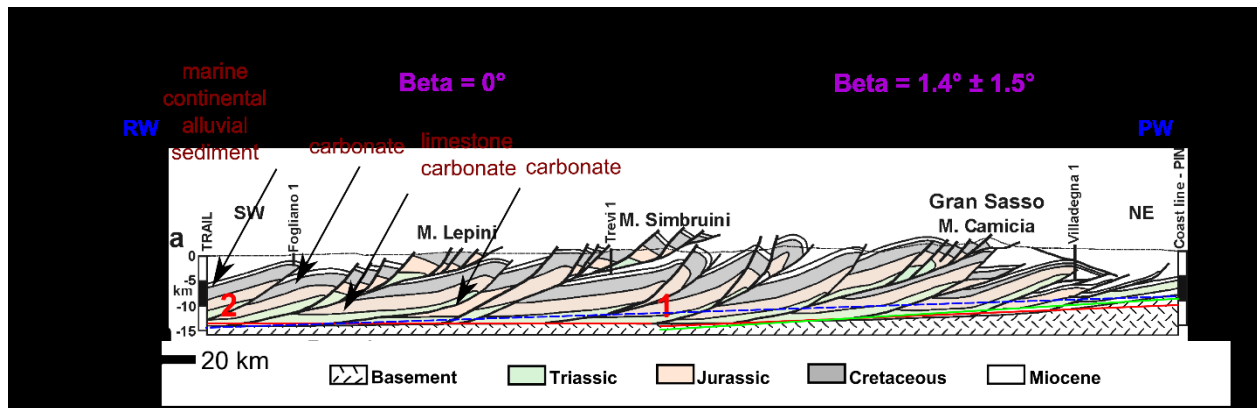 marine
continental
alluvial
sediment
Beta = 0°
Beta = 1.4° ± 1.5°
RW
PW
carbonate
limestone
carbonate
carbonate
a
TRAIL
SW
Fogliano 1
M. Lepini
Trevi 1
M. Simbruini
Gran Sasso
M. Camicia
Villadegna 1
NE
Coast line - PIN
0
-5
km
-10
-15
2
1
20 km
Basement
Triassic
Jurassic
Cretaceous
Miocene